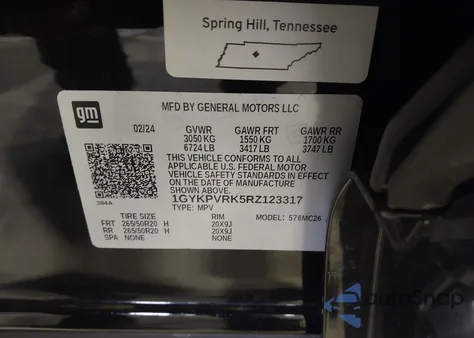 Spring Hill, Tennessee
gm
MFD BY GENERAL MOTORS LLC
02/24 GVWR GAWR FRT GAWR RR
3050 KG 1550 KG 1700 KG
6724 LB 3417 LB 3747 LB
THIS VEHICLE CONFORMS TO ALL
APPLICABLE U.S. FEDERAL MOTOR
VEHICLE SAFETY STANDARDS IN EFFECT
ON THE DATE OF MANUFACTURE
SHOWN ABOVE.
384A
1GYKPVRK5RZ123317
TYPE: MPV MODEL: 576MC26
TIRE SIZE RIM
FRT 265/50R20 H 20X9J
RR 265/50R20 H 20X9J
SPA NONE NONE
autoSnap